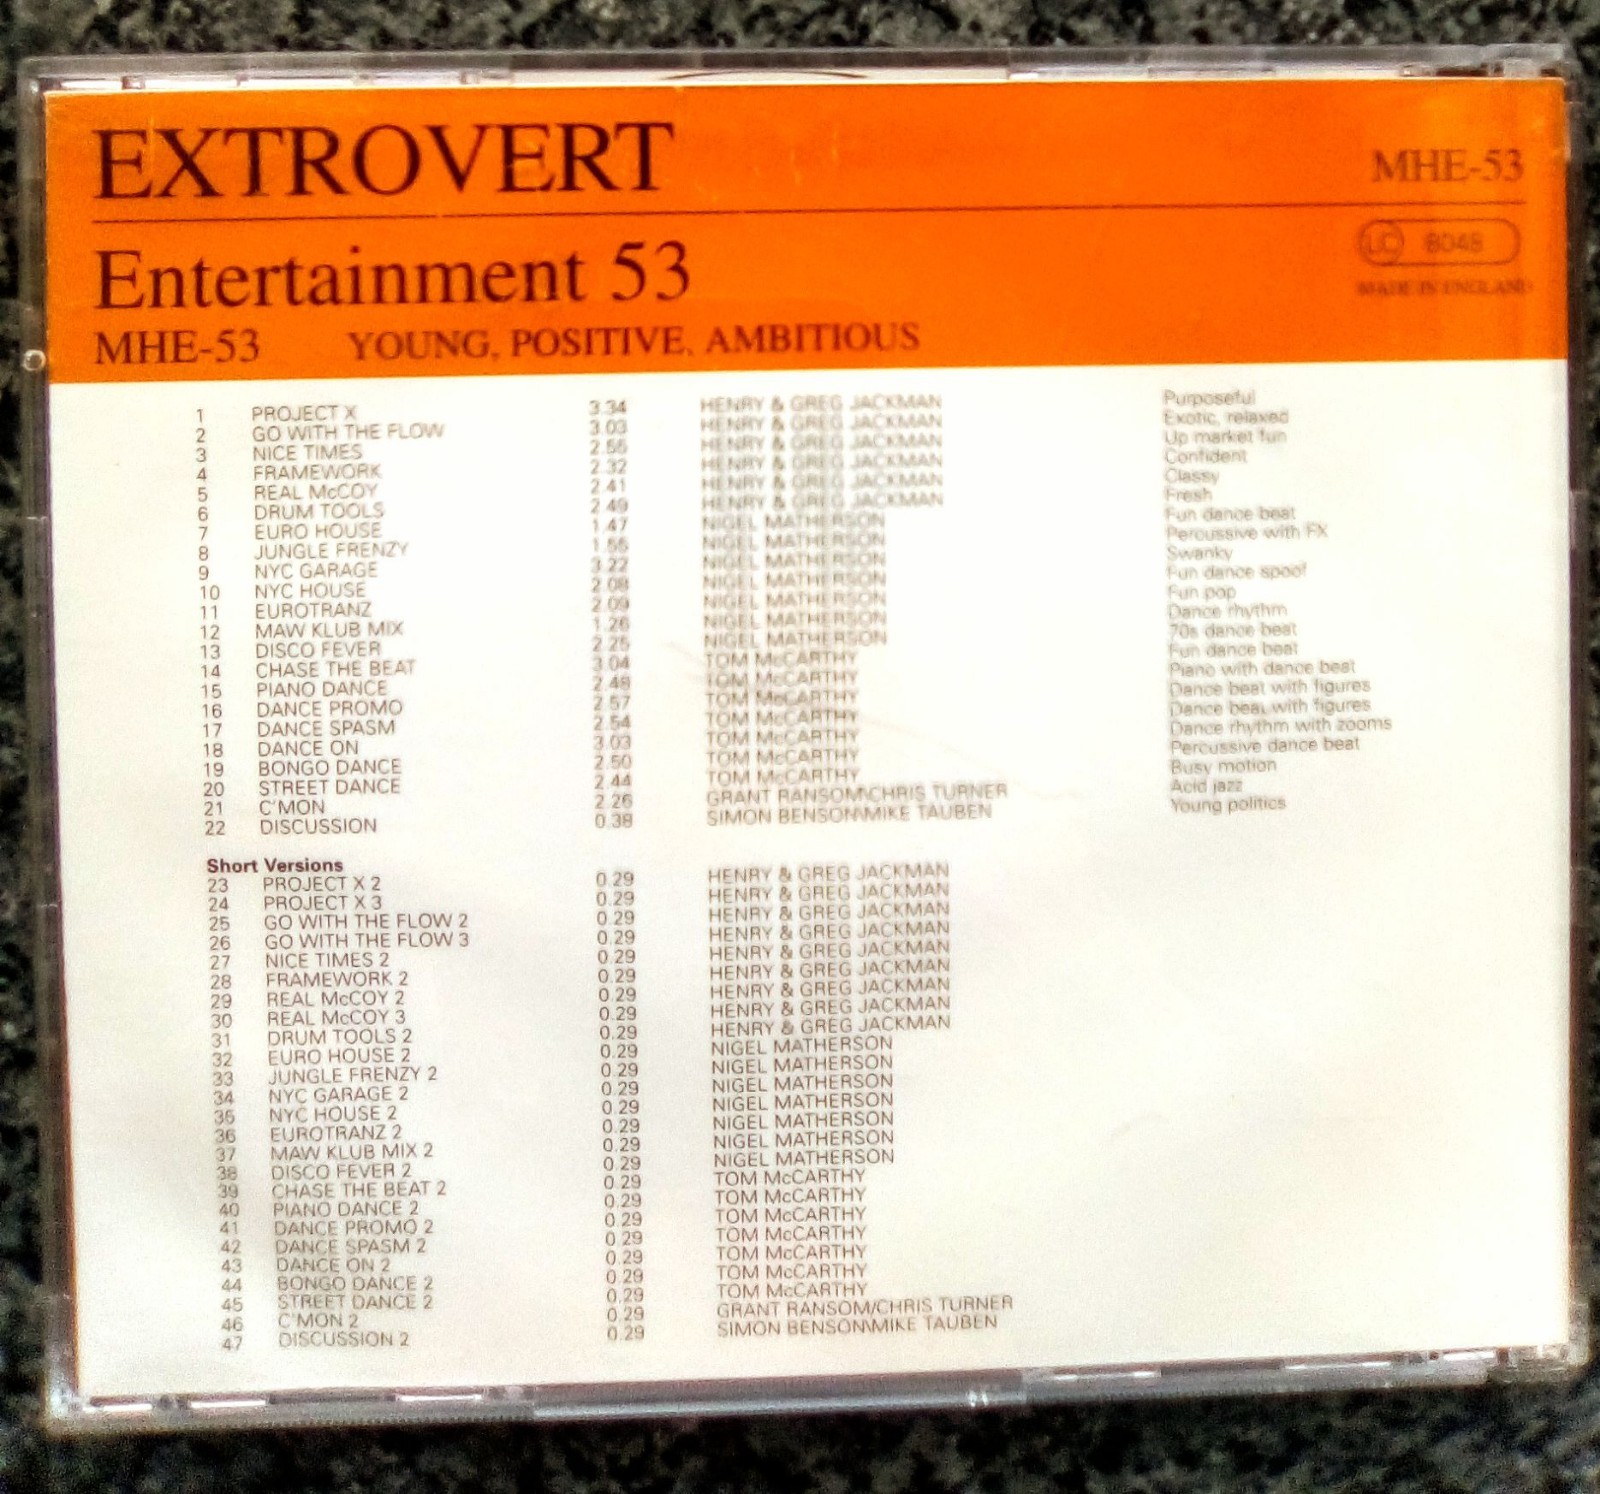 EXTROVERT
MHE-53
Entertainment 53
LC
MADE IN ENGLAND
MHE-53 YOUNG, POSITIVE, AMBITIOUS
1 PROJECT X 3.34 HENRY & GREG JACKMAN Purposeful
2 GO WITH THE FLOW 3.03 HENRY & GREG JACKMAN Exotic, relaxed
3 NICE TIMES 2.56 HENRY & GREG JACKMAN Up market fun
4 FRAMEWORK 2.32 HENRY & GREG JACKMAN Confident
5 REAL McCOY 2.41 HENRY & GREG JACKMAN Classy
6 DRUM TOOLS 2.49 HENRY & GREG JACKMAN Fresh
7 EURO HOUSE 1.47 NIGEL MATHERSON Fun dance beat
8 JUNGLE FRENZY 1.56 NIGEL MATHERSON Percussive with FX
9 NYC GARAGE 3.22 NIGEL MATHERSON Swanky
10 NYC HOUSE 2.08 NIGEL MATHERSON Fun dance spoof
11 EUROTRANZ 2.09 NIGEL MATHERSON Fun pop
12 MAW KLUB MIX 1.26 NIGEL MATHERSON Dance rhythm
13 DISCO FEVER 2.25 NIGEL MATHERSON 70s dance beat
14 CHASE THE BEAT 3.04 TOM McCARTHY Fun dance beat
15 PIANO DANCE 2.48 TOM McCARTHY Piano with dance beat
16 DANCE PROMO 2.57 TOM McCARTHY Dance beat with figures
17 DANCE SPASM 2.54 TOM McCARTHY Dance beat with figures
18 DANCE ON 3.03 TOM McCARTHY Dance rhythm with zooms
19 BONGO DANCE 2.50 TOM McCARTHY Percussive dance beat
20 STREET DANCE 2.44 TOM McCARTHY Busy motion
21 C'MON 2.26 GRANT RANSOM\CHRIS TURNER Acid jazz
22 DISCUSSION 0.38 SIMON BENSON\MIKE TAUBEN Young politics
Short Versions
23 PROJECT X 2 0.29 HENRY & GREG JACKMAN
24 PROJECT X 3 0.29 HENRY & GREG JACKMAN
25 GO WITH THE FLOW 2 0.29 HENRY & GREG JACKMAN
26 GO WITH THE FLOW 3 0.29 HENRY & GREG JACKMAN
27 NICE TIMES 2 0.29 HENRY & GREG JACKMAN
28 FRAMEWORK 2 0.29 HENRY & GREG JACKMAN
29 REAL McCOY 2 0.29 HENRY & GREG JACKMAN
30 REAL McCOY 3 0.29 HENRY & GREG JACKMAN
31 DRUM TOOLS 2 0.29 HENRY & GREG JACKMAN
32 EURO HOUSE 2 0.29 NIGEL MATHERSON
33 JUNGLE FRENZY 2 0.29 NIGEL MATHERSON
34 NYC GARAGE 2 0.29 NIGEL MATHERSON
35 NYC HOUSE 2 0.29 NIGEL MATHERSON
36 EUROTRANZ 2 0.29 NIGEL MATHERSON
37 MAW KLUB MIX 2 0.29 NIGEL MATHERSON
38 DISCO FEVER 2 0.29 NIGEL MATHERSON
39 CHASE THE BEAT 2 0.29 TOM McCARTHY
40 PIANO DANCE 2 0.29 TOM McCARTHY
41 DANCE PROMO 2 0.29 TOM McCARTHY
42 DANCE SPASM 2 0.29 TOM McCARTHY
43 DANCE ON 2 0.29 TOM McCARTHY
44 BONGO DANCE 2 0.29 TOM McCARTHY
45 STREET DANCE 2 0.29 TOM McCARTHY
46 C'MON 2 0.29 GRANT RANSOM/CHRIS TURNER
47 DISCUSSION 2 0.29 SIMON BENSON\MIKE TAUBEN